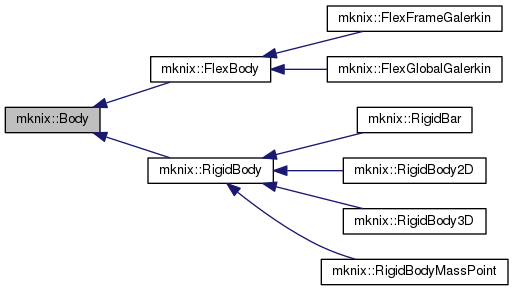 mknix::FlexFrameGalerkin
mknix::FlexBody
mknix::FlexGlobalGalerkin
mknix::Body
mknix::RigidBar
mknix::RigidBody
mknix::RigidBody2D
mknix::RigidBody3D
mknix::RigidBodyMassPoint